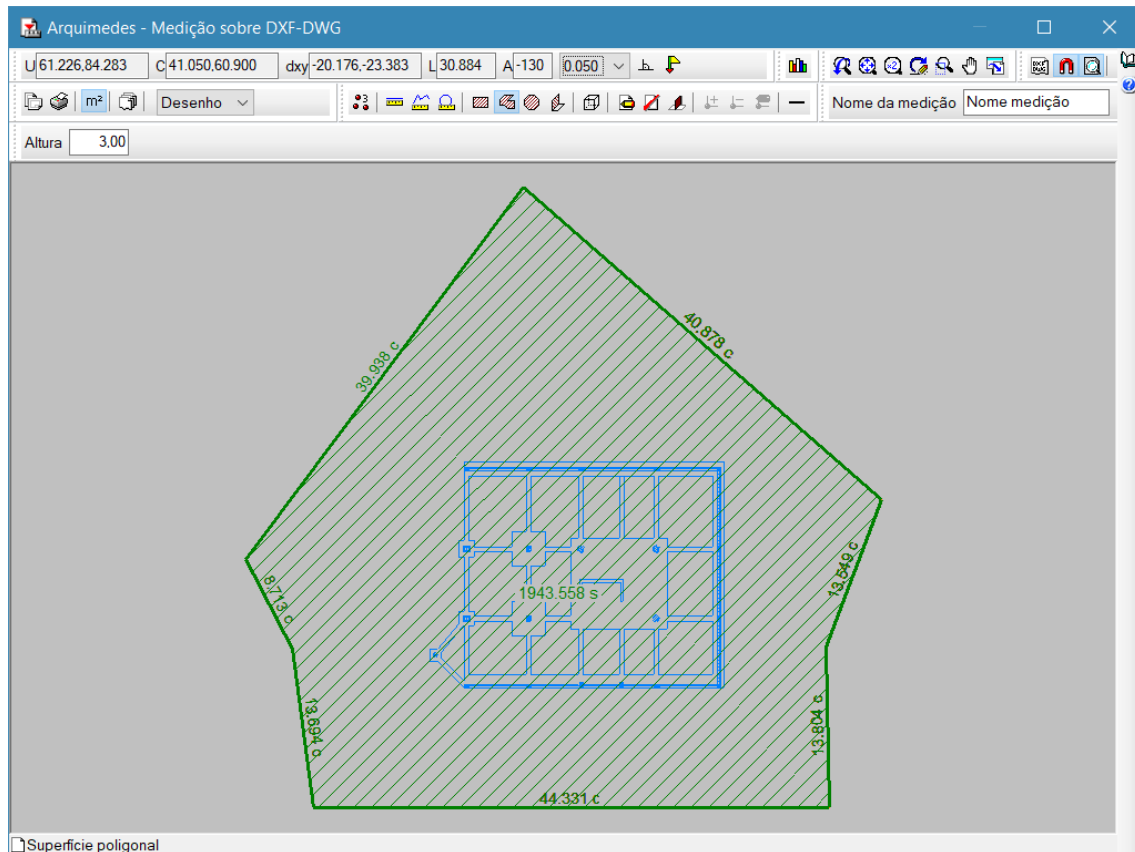 Arquimedes - Medição sobre DXF-DWG
U 61.226,84.283 C 41.050,60.900 dxy -20.176,-23.383 L 30.884 A -130 0.050
m² Desenho Nome da medição Nome medição
Altura 3,00
40.878 c
39.938 c
13.549 c
8.713 c
1943.558 s
13.694 c
13.804 c
44.331 c
Superfície poligonal